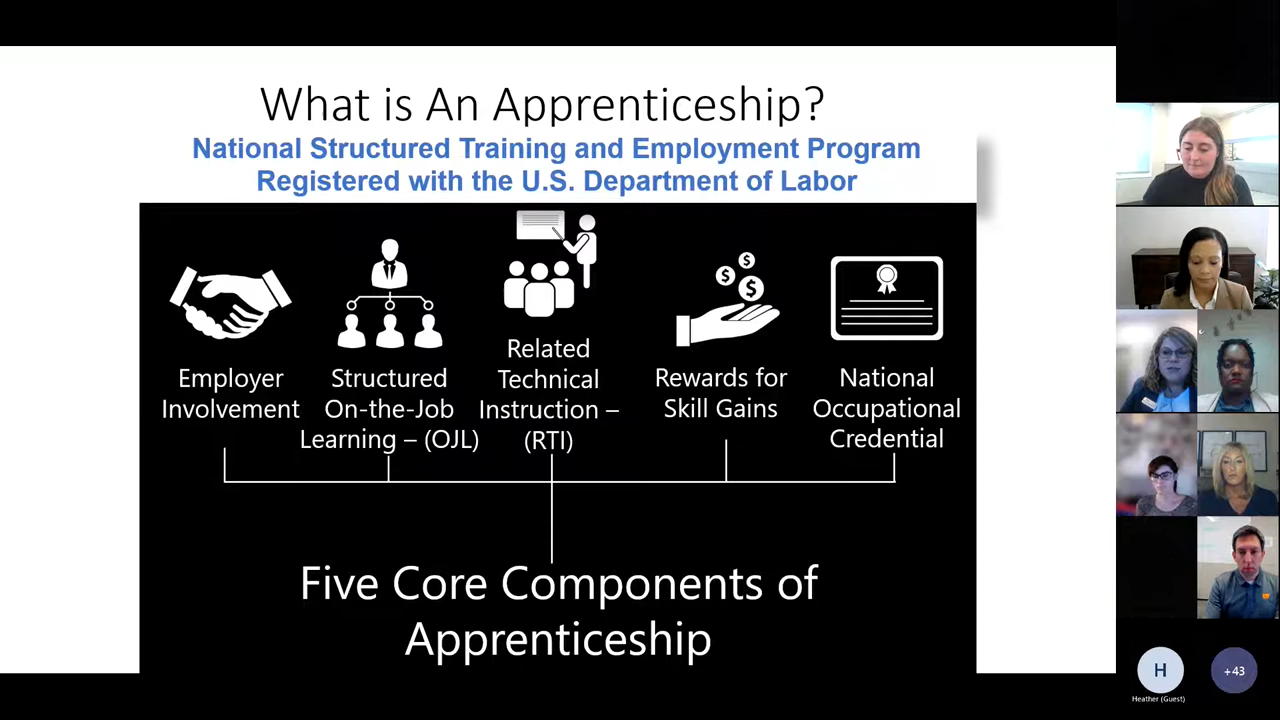 What is An Apprenticeship?
National Structured Training and Employment Program
Registered with the U.S. Department of Labor
Employer
Involvement
Structured
On-the-Job
Learning – (OJL)
Related
Technical
Instruction –
(RTI)
Rewards for
Skill Gains
National
Occupational
Credential
Five Core Components of
Apprenticeship
H
Heather (Guest)
+43